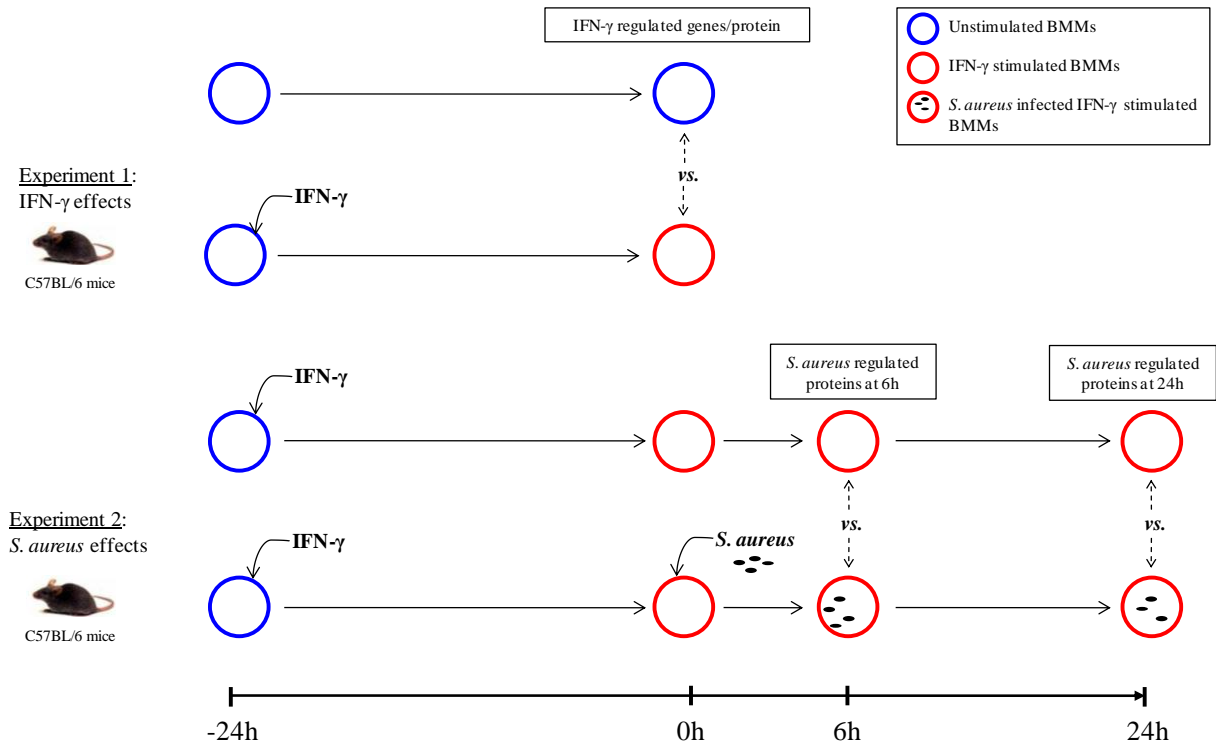 IFN-γ regulated genes/protein
Unstimulated BMMs
IFN-γ stimulated BMMs
S. aureus infected IFN-γ stimulated
BMMs
Experiment 1:
IFN-γ effects
C57BL/6 mice
IFN-γ
vs.
IFN-γ
S. aureus regulated
proteins at 6h
S. aureus regulated
proteins at 24h
Experiment 2:
S. aureus effects
C57BL/6 mice
IFN-γ
S. aureus
vs.
vs.
-24h
0h
6h
24h